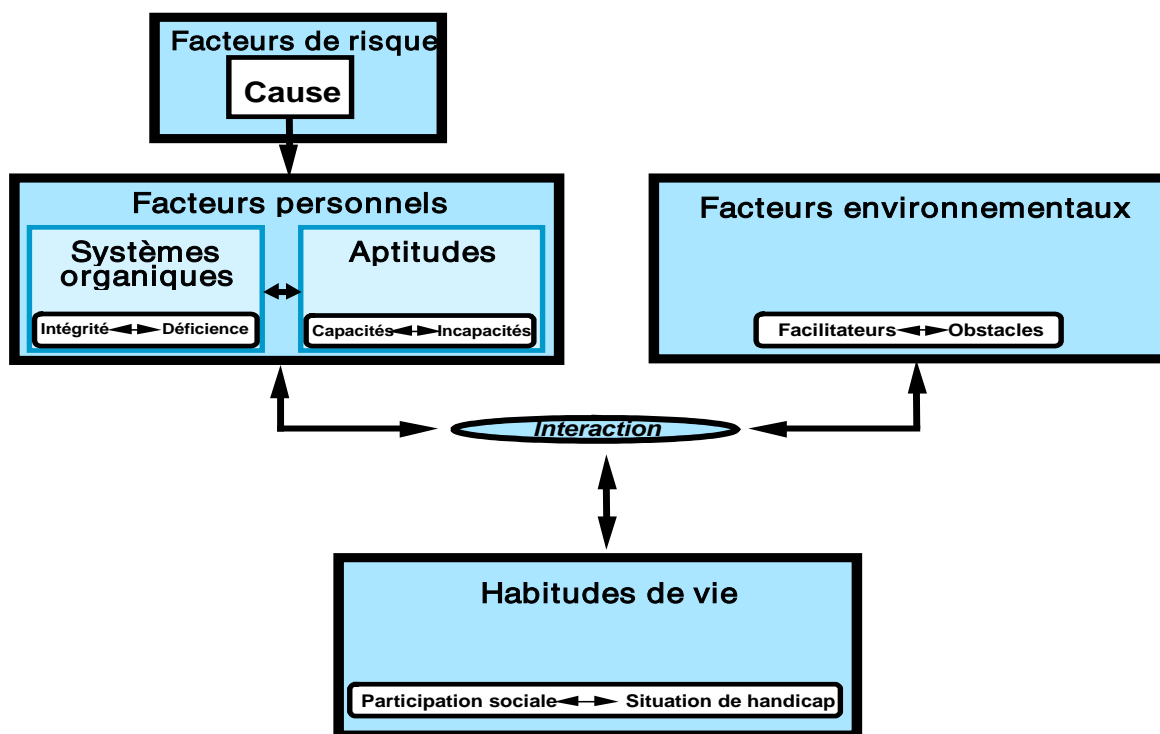 Facteurs de risque
Cause
Facteurs personnels
Systèmes
organiques
Intégrité
Déficience
Aptitudes
Capacités
Incapacités
Facteurs environnementaux
Facilitateurs
Obstacles
Interaction
Habitudes de vie
Participation sociale
Situation de handicap